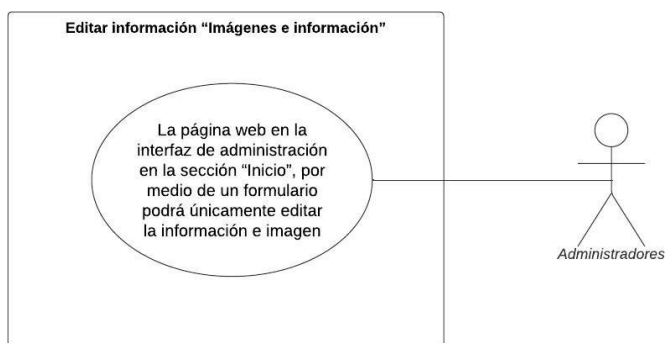 Editar información “Imágenes e información”
La página web en la
interfaz de administración
en la sección “Inicio”, por
medio de un formulario
podrá únicamente editar
la información e imagen
Administradores